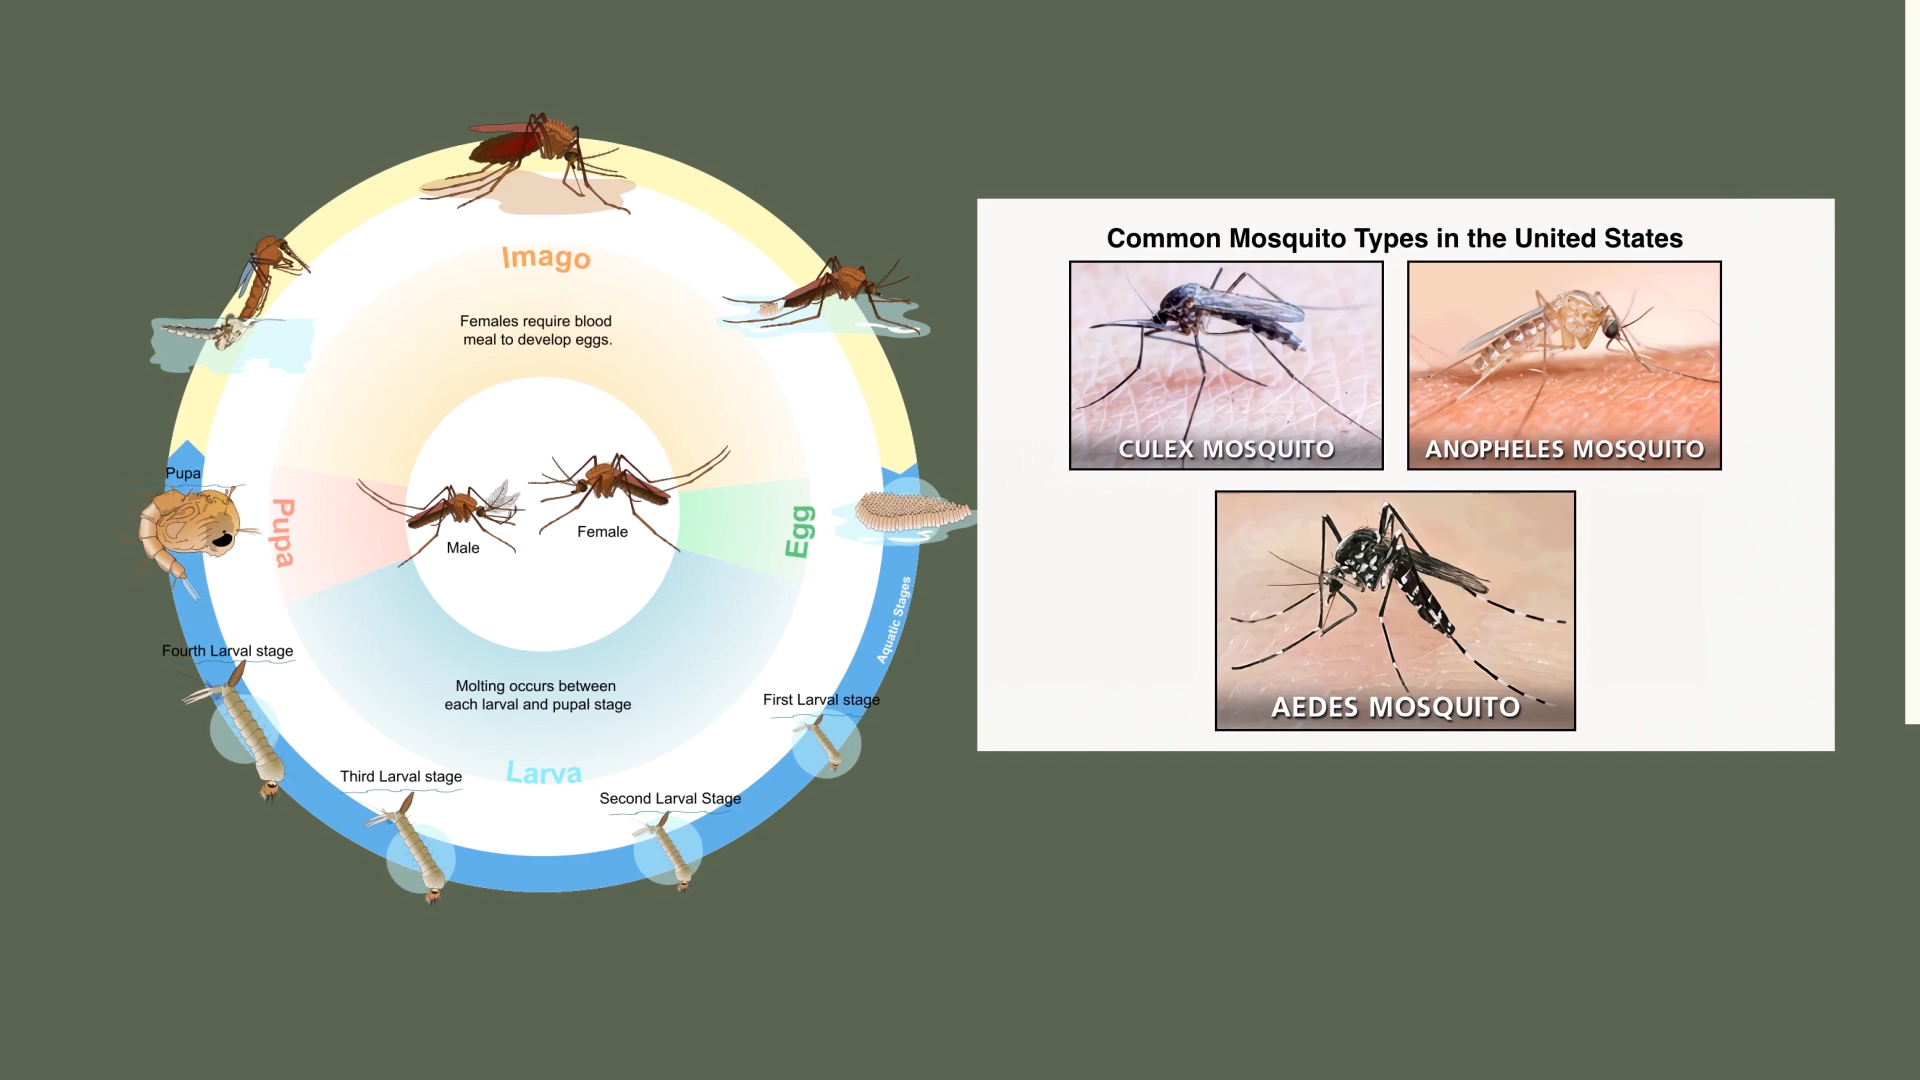 Imago
Females require blood
meal to develop eggs.
Pupa
Pupa
Male
Female
Egg
Aquatic Stages
Fourth Larval stage
Molting occurs between
each larval and pupal stage
First Larval stage
Larva
Third Larval stage
Second Larval Stage
Common Mosquito Types in the United States
CULEX MOSQUITO
ANOPHELES MOSQUITO
AEDES MOSQUITO